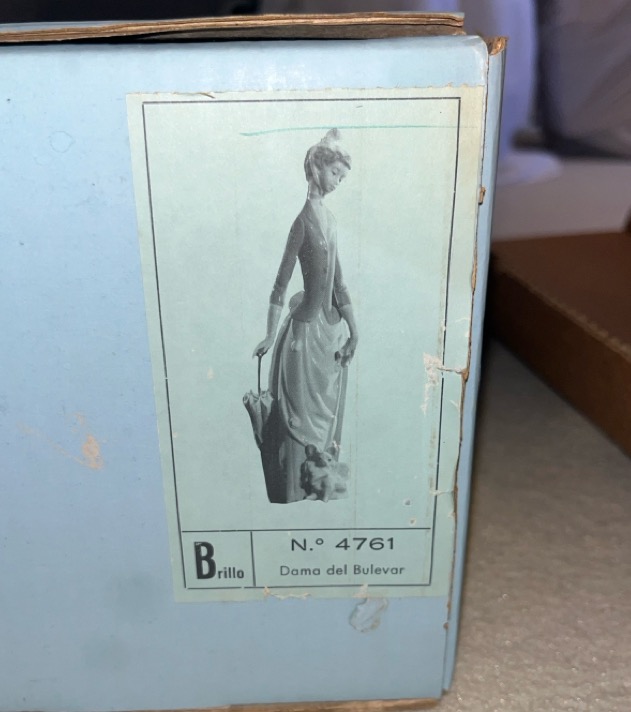 Brillo
N.º 4761
Dama del Bulevar